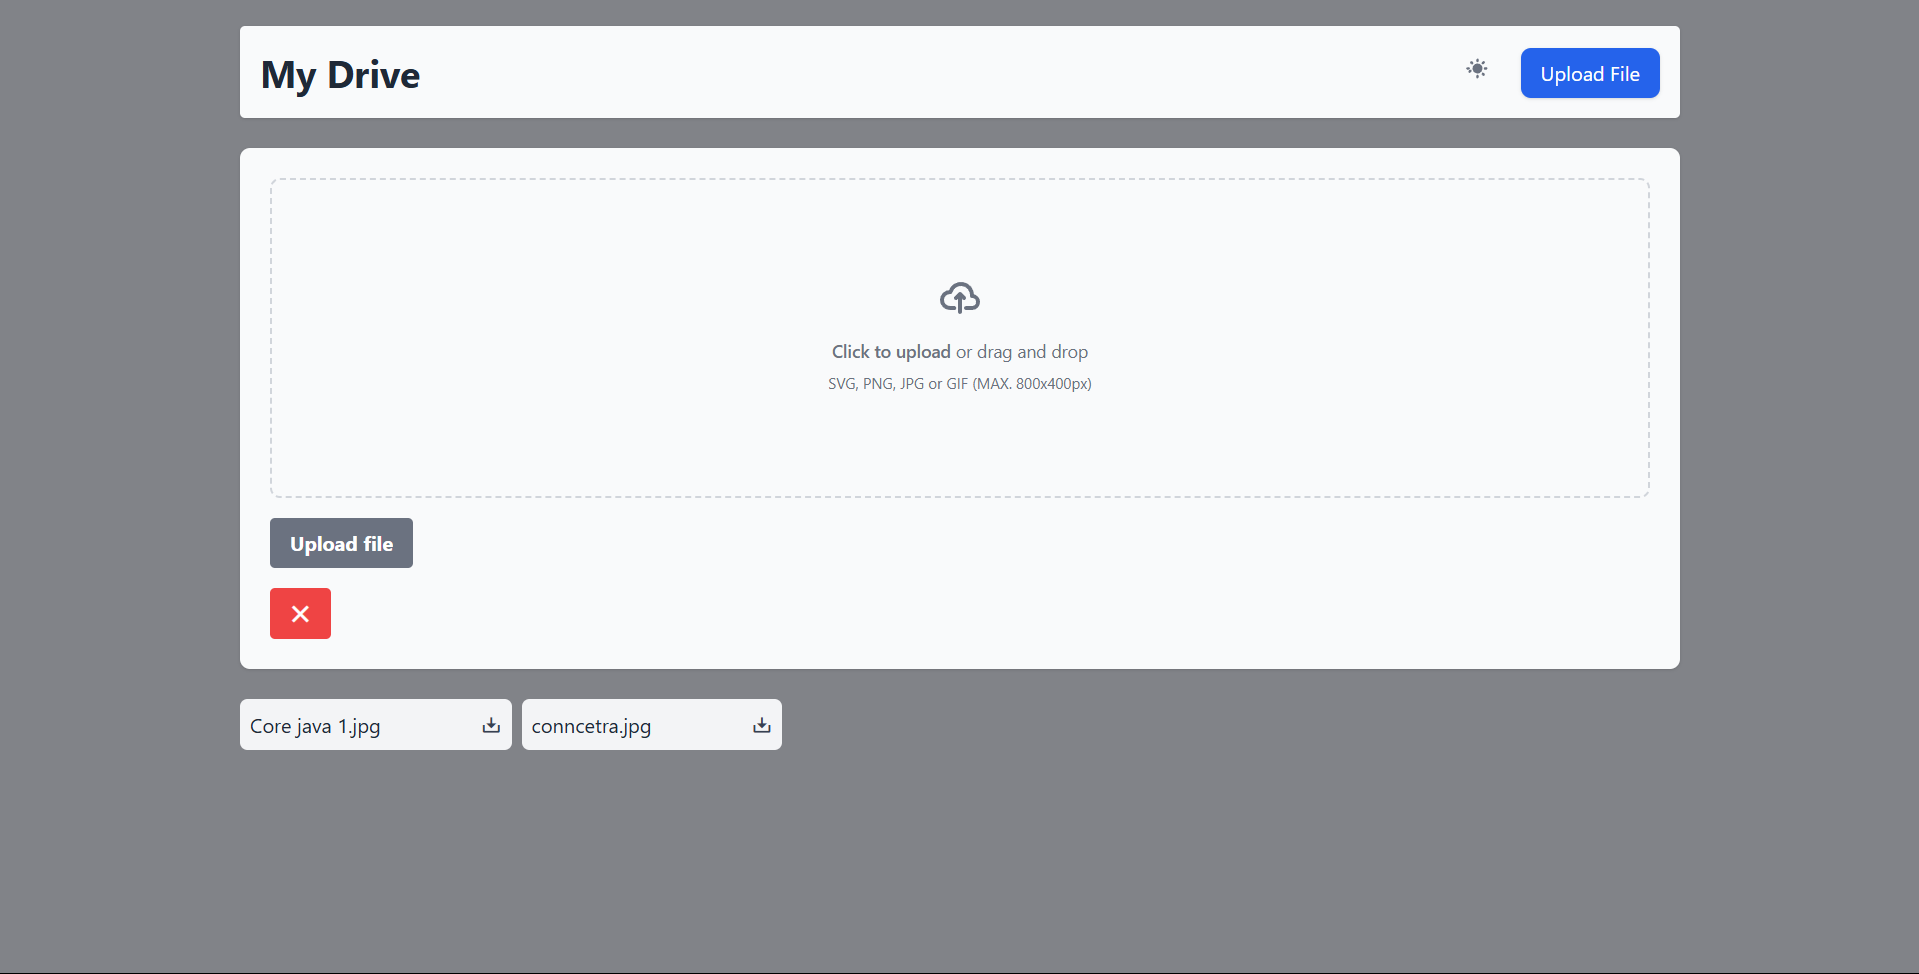 My Drive
Upload File
Click to upload or drag and drop
SVG, PNG, JPG or GIF (MAX. 800x400px)
Upload file
Core java 1.jpg
conncetra.jpg